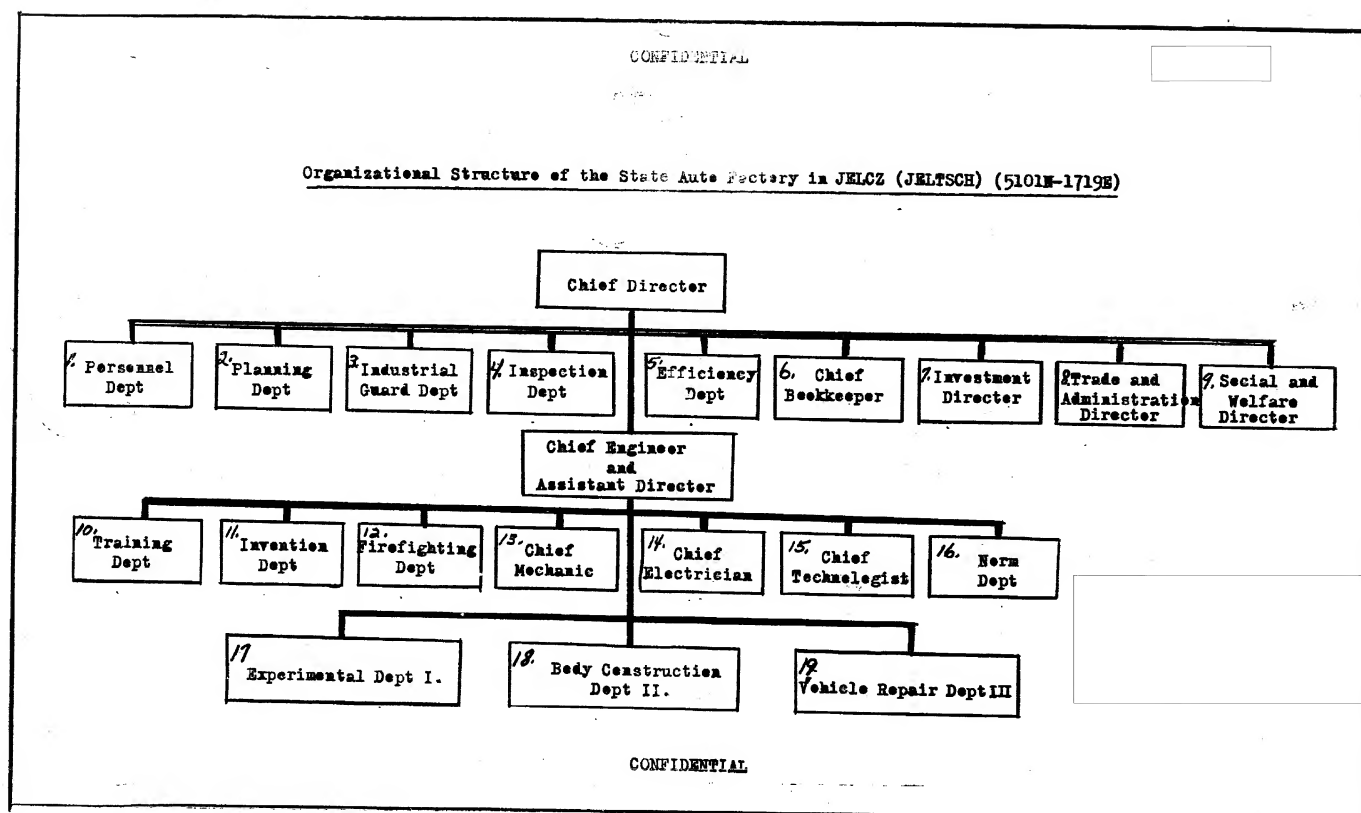 CONFIDENTIAL
Organizational Structure of the State Auto Factory in JELCZ (JELTSCH) (5101N-1719E)
Chief Director
1. Personnel
Dept
2. Planning
Dept
3. Industrial
Guard Dept
4. Inspection
Dept
5. Efficiency
Dept
6. Chief
Bookkeeper
7. Investment
Director
8. Trade and
Administration
Director
9. Social and
Welfare
Director
Chief Engineer
and
Assistant Director
10. Training
Dept
11. Invention
Dept
12. Firefighting
Dept
13. Chief
Mechanic
14. Chief
Electrician
15. Chief
Technologist
16. Norm
Dept
17
Experimental Dept I.
18. Body Construction
Dept II.
19.
Vehicle Repair Dept III
CONFIDENTIAL